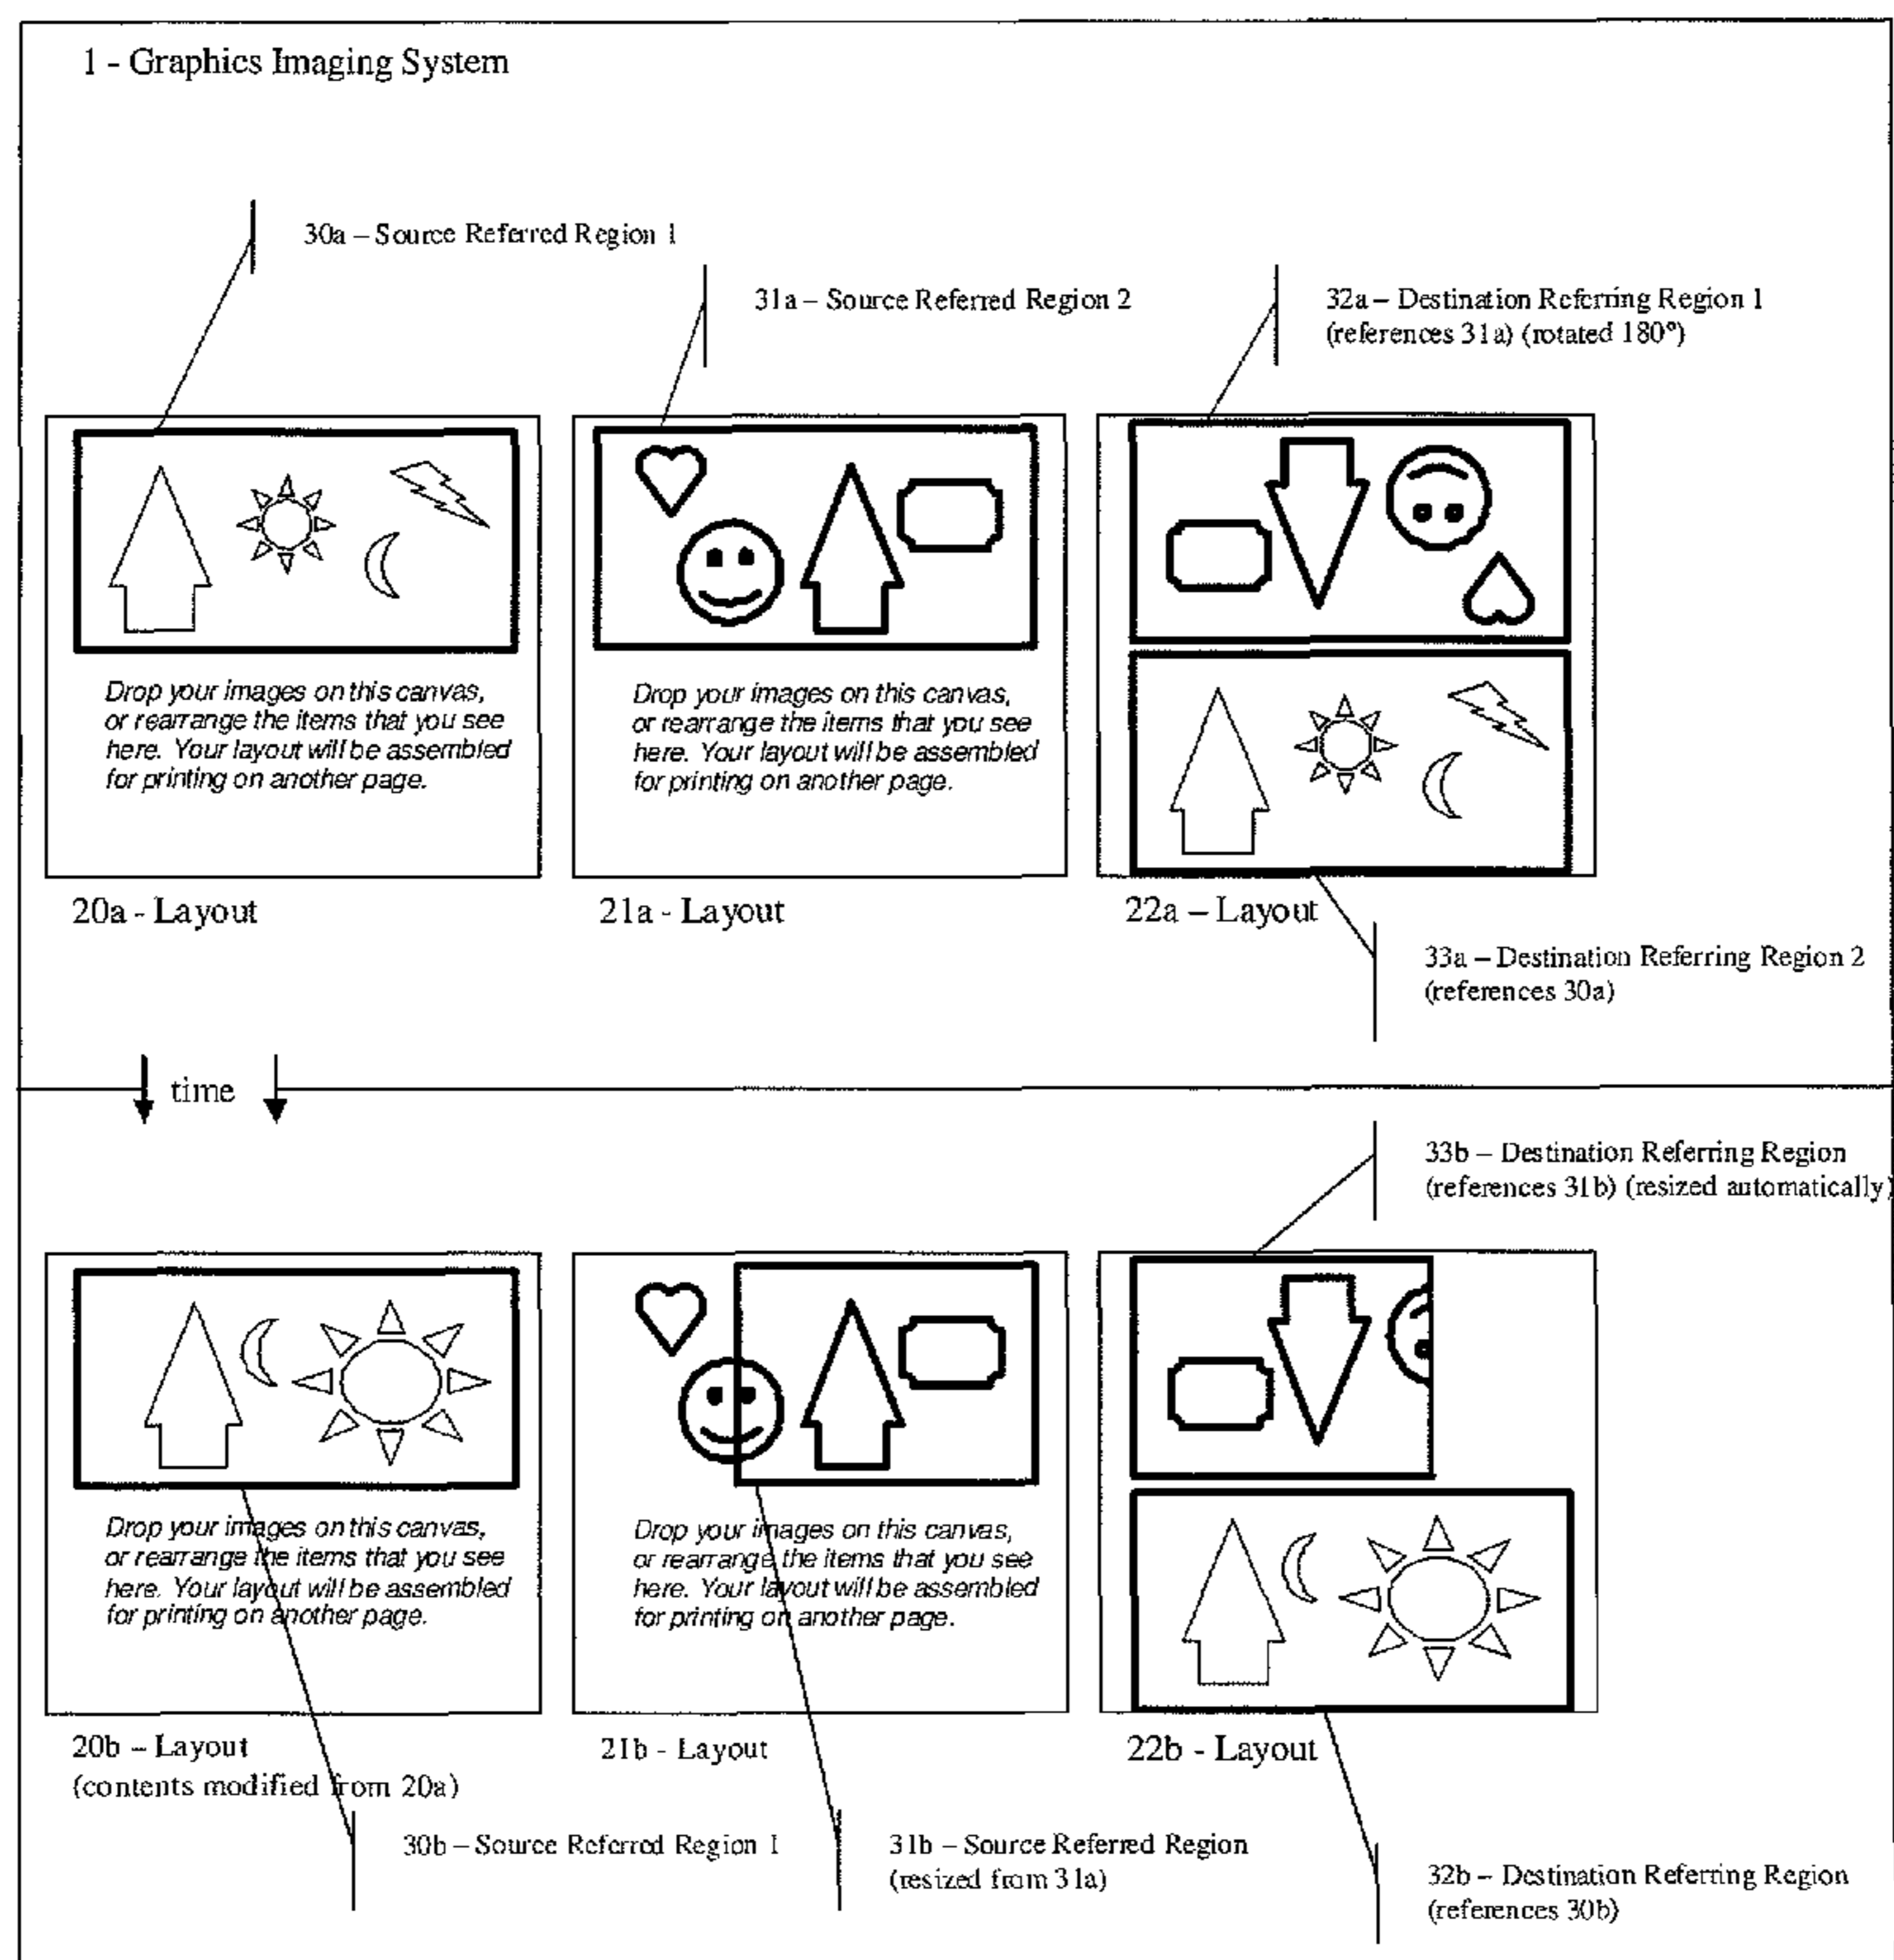 1 - Graphics Imaging System
30a – Source Referred Region 1
31a – Source Referred Region 2
32a – Destination Referring Region 1
(references 31a) (rotated 180°)
Drop your images on this canvas,
or rearrange the items that you see
here. Your layout will be assembled
for printing on another page.
Drop your images on this canvas,
or rearrange the items that you see
here. Your layout will be assembled
for printing on another page.
20a - Layout
21a - Layout
22a – Layout
33a – Destination Referring Region 2
(references 30a)
time
33b – Destination Referring Region
(references 31b) (resized automatically)
Drop your images on this canvas,
or rearrange the items that you see
here. Your layout will be assembled
for printing on another page.
Drop your images on this canvas,
or rearrange the items that you see
here. Your layout will be assembled
for printing on another page.
20b – Layout
(contents modified from 20a)
21b - Layout
22b - Layout
30b – Source Referred Region 1
31b – Source Referred Region
(resized from 31a)
32b – Destination Referring Region
(references 30b)